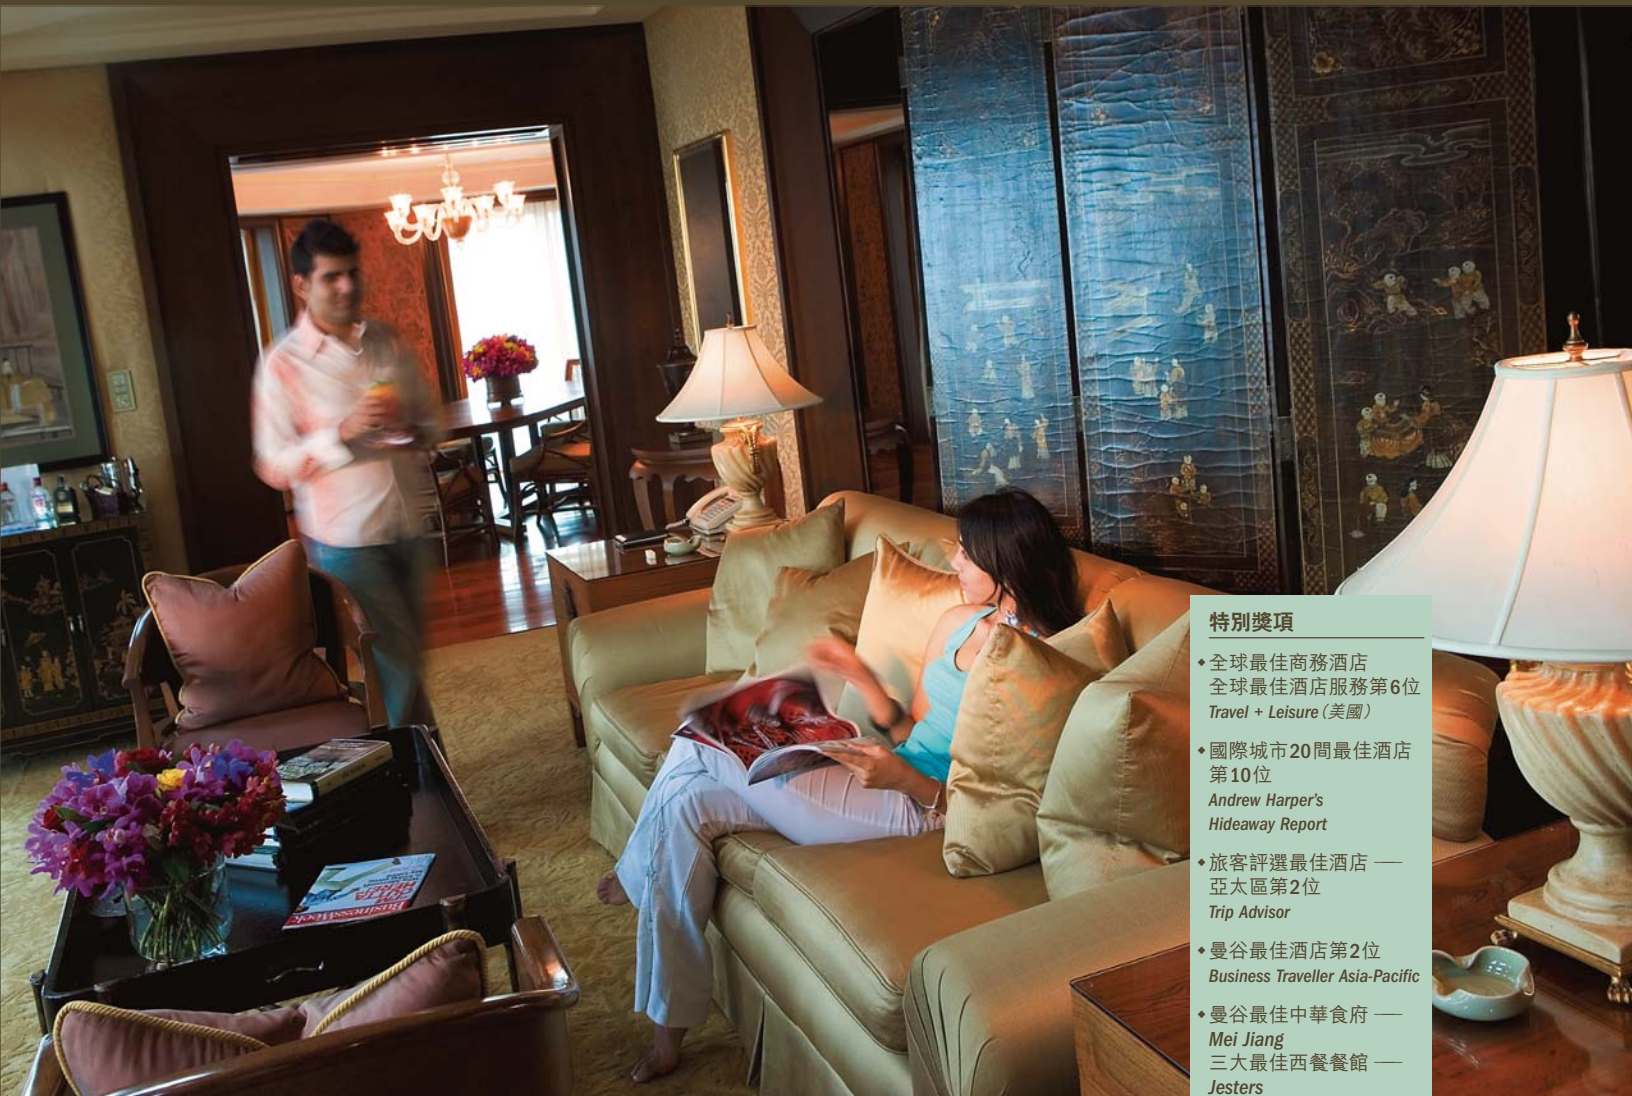 特別獎項
◆全球最佳商務酒店
全球最佳酒店服務第6位
Travel + Leisure（美國）
◆國際城市20間最佳酒店
第10位
Andrew Harper's
Hideaway Report
◆旅客評選最佳酒店 ——
亞太區第2位
Trip Advisor
◆曼谷最佳酒店第2位
Business Traveller Asia-Pacific
◆曼谷最佳中華食府 ——
Mei Jiang
三大最佳西餐餐館 ——
Jesters
BusinessWeek